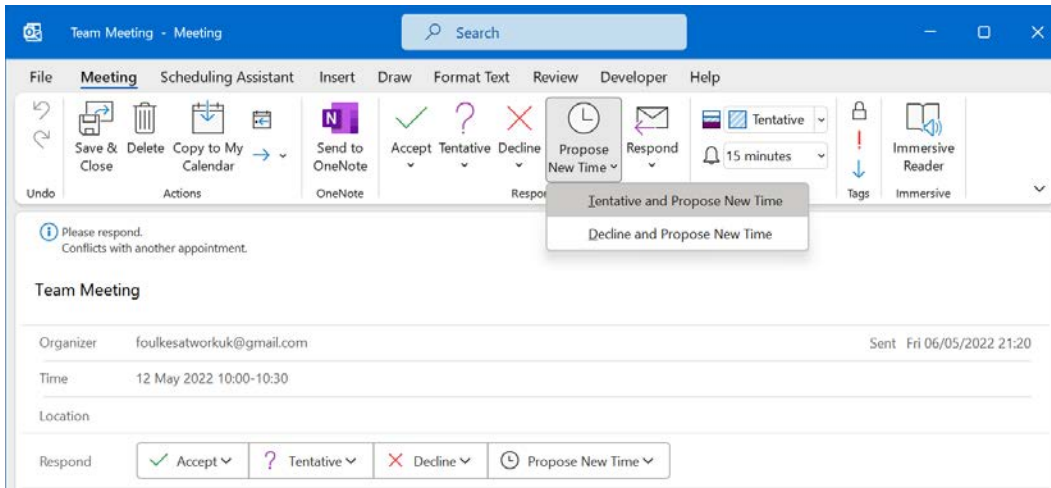 Team Meeting - Meeting
Search
File Meeting Scheduling Assistant Insert Draw Format Text Review Developer Help
Save & Close
Delete
Copy to My Calendar
Send to OneNote
Accept
Tentative
Decline
Propose New Time
Respond
Tentative
15 minutes
Immersive Reader
Undo
Actions
OneNote
Respon
Tags
Immersive
Tentative and Propose New Time
Decline and Propose New Time
Please respond.
Conflicts with another appointment.
Team Meeting
Organizer foulkesatworkuk@gmail.com Sent Fri 06/05/2022 21:20
Time 12 May 2022 10:00-10:30
Location
Respond Accept Tentative Decline Propose New Time